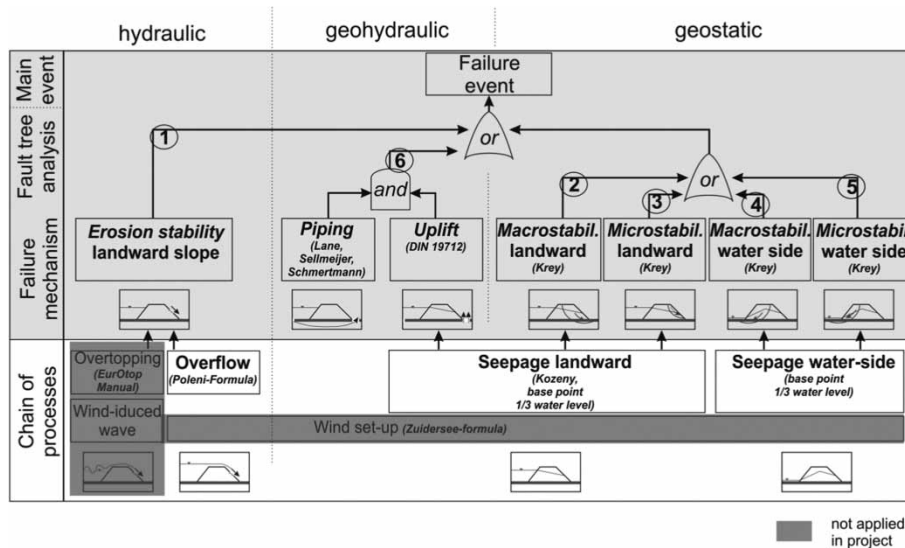 hydraulic
geohydraulic
geostatic
Main
event
Failure
event
Fault tree
analysis
1
or
6
and
2
3
or
4
5
Failure
mechanism
Erosion stability
landward slope
Piping
(Lane,
Sellmeijer,
Schmertmann)
Uplift
(DIN 19712)
Macrostabil.
landward
(Krey)
Microstabil.
landward
(Krey)
Macrostabil.
water side
(Krey)
Microstabil.
water side
(Krey)
Chain of
processes
Overtopping
(EurOtop
Manual)
Overflow
(Poleni-Formula)
Seepage landward
(Kozeny,
base point
1/3 water level)
Seepage water-side
(base point
1/3 water level)
Wind-iduced
wave
Wind set-up (Zuidersee-formula)
not applied
in project